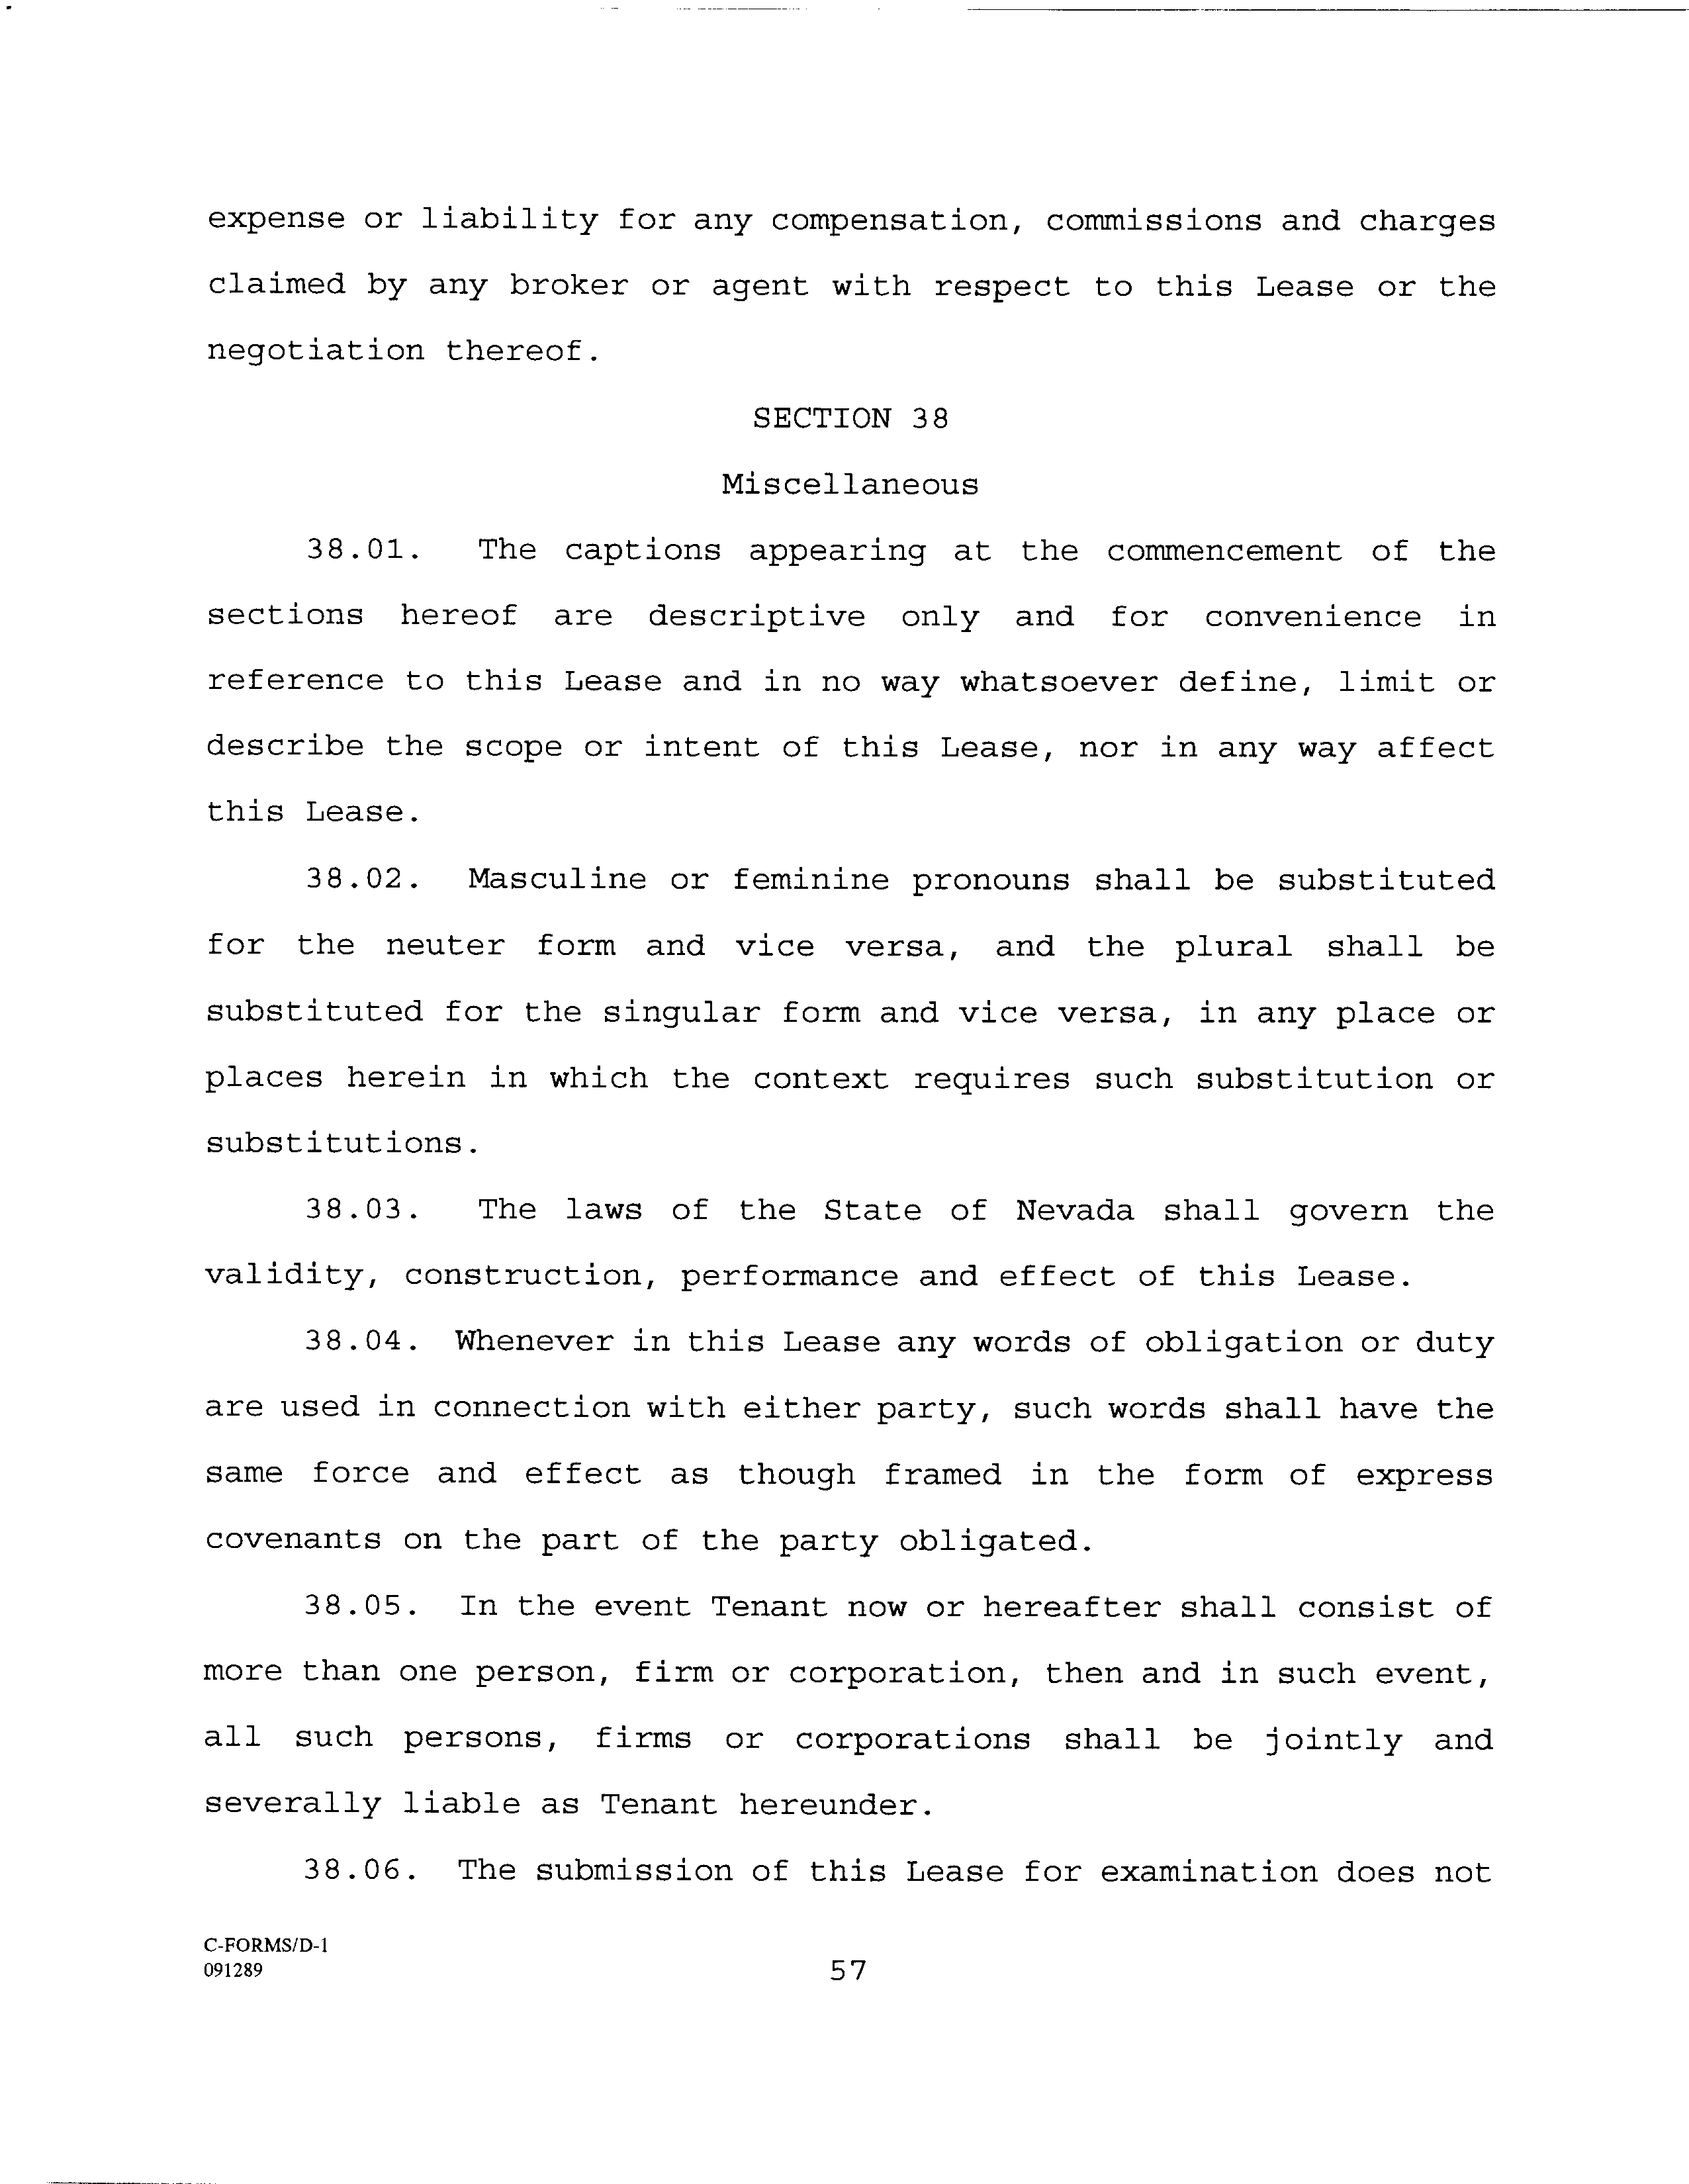 expense or liability for any compensation, commissions and charges
claimed by any broker or agent with respect to this Lease or the
negotiation thereof.
SECTION 38
Miscellaneous
38.01. The captions appearing at the commencement of the
sections hereof are descriptive only and for convenience in
reference to this Lease and in no way whatsoever define, limit or
describe the scope or intent of this Lease, nor in any way affect
this Lease.
38.02. Masculine or feminine pronouns shall be substituted
for the neuter form and vice versa, and the plural shall be
substituted for the singular form and vice versa, in any place or
places herein in which the context requires such substitution or
substitutions.
38.03. The laws of the State of Nevada shall govern the
validity, construction, performance and effect of this Lease.
38.04. Whenever in this Lease any words of obligation or duty
are used in connection with either party, such words shall have the
same force and effect as though framed in the form of express
covenants on the part of the party obligated.
38.05. In the event Tenant now or hereafter shall consist of
more than one person, firm or corporation, then and in such event,
all such persons, firms or corporations shall be jointly and
severally liable as Tenant hereunder.
38.06. The submission of this Lease for examination does not
C-FORMS/D-1
091289
57